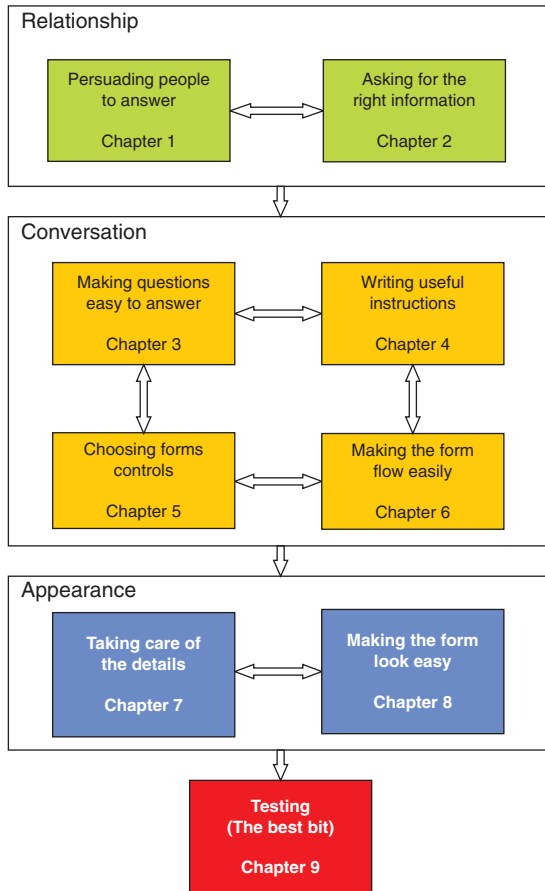 Relationship
Persuading people
to answer
Chapter 1
Asking for the
right information
Chapter 2
Conversation
Making questions
easy to answer
Chapter 3
Writing useful
instructions
Chapter 4
Choosing forms
controls
Chapter 5
Making the form
flow easily
Chapter 6
Appearance
Taking care of
the details
Chapter 7
Making the form
look easy
Chapter 8
Testing
(The best bit)
Chapter 9